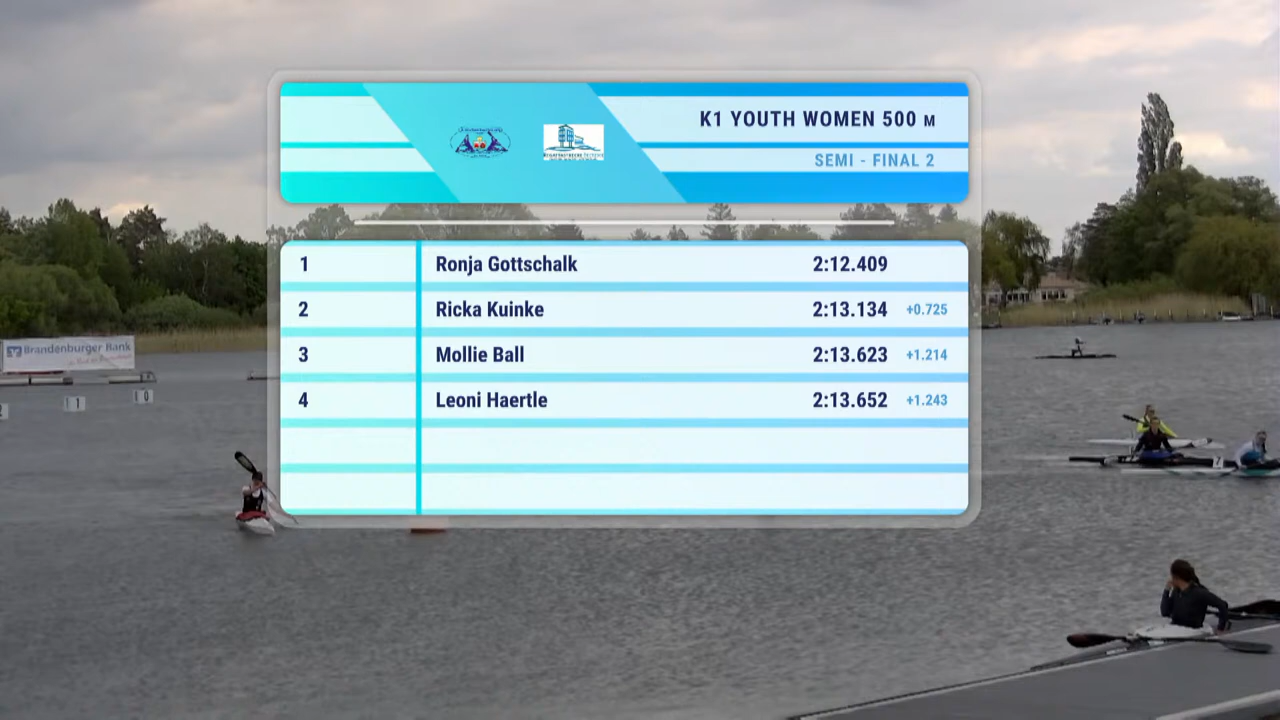 K1 YOUTH WOMEN 500 M
SEMI - FINAL 2
1 Ronja Gottschalk 2:12.409
2 Ricka Kuinke 2:13.134 +0.725
3 Mollie Ball 2:13.623 +1.214
4 Leoni Haertle 2:13.652 +1.243
Brandenburger Bank
11
10